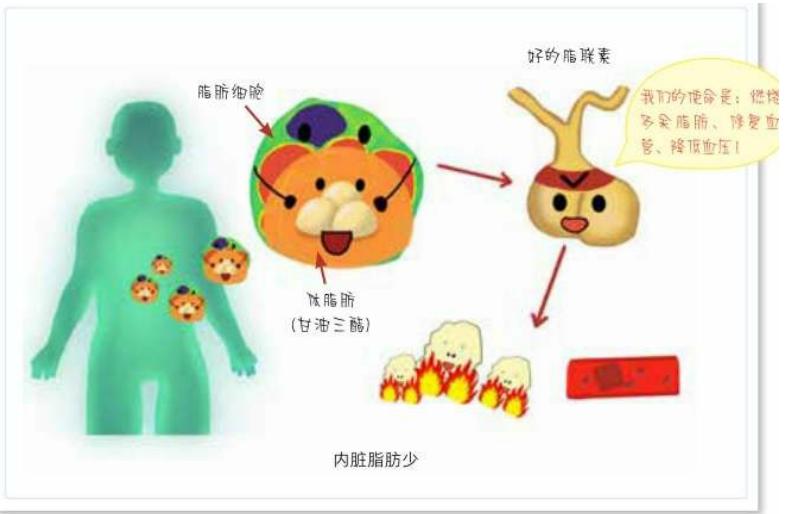 好的脂联素
脂肪细胞
我们的使命是：燃烧
多余脂肪、修复血
管、降低血压！
体脂肪
(甘油三酯)
内脏脂肪少